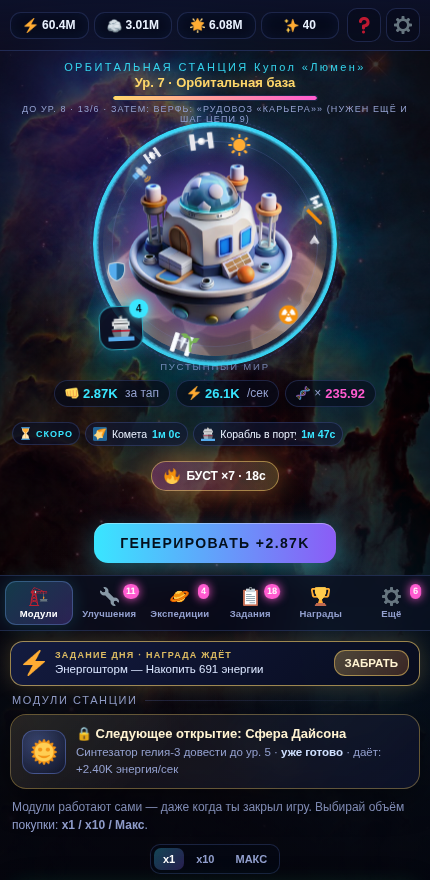 60.4M 3.01M 6.08M 40 ?
ОРБИТАЛЬНАЯ СТАНЦИЯ Купол «Люмен»
Ур. 7 · Орбитальная база
ДО УР. 8 · 13/6 · ЗАТЕМ: ВЕРФЬ: «РУДОВОЗ «КАРЬЕРА»» (НУЖЕН ЕЩЁ И
ШАГ ЦЕПИ 9)
4
ПУСТЫННЫЙ МИР
2.87K за тап 26.1K /сек × 235.92
СКОРО Комета 1м 0с Корабль в порту 1м 47с
БУСТ ×7 · 18с
ГЕНЕРИРОВАТЬ +2.87K
11 4 18 6
Модули Улучшения Экспедиции Задания Награды Ещё
ЗАДАНИЕ ДНЯ · НАГРАДА ЖДЁТ
Энергошторм — Накопить 691 энергии
ЗАБРАТЬ
МОДУЛИ СТАНЦИИ
Следующее открытие: Сфера Дайсона
Синтезатор гелия-3 довести до ур. 5 · уже готово · даёт:
+2.40K энергия/сек
Модули работают сами — даже когда ты закрыл игру. Выбирай объём
покупки: x1 / x10 / Макс.
x1 x10 МАКС